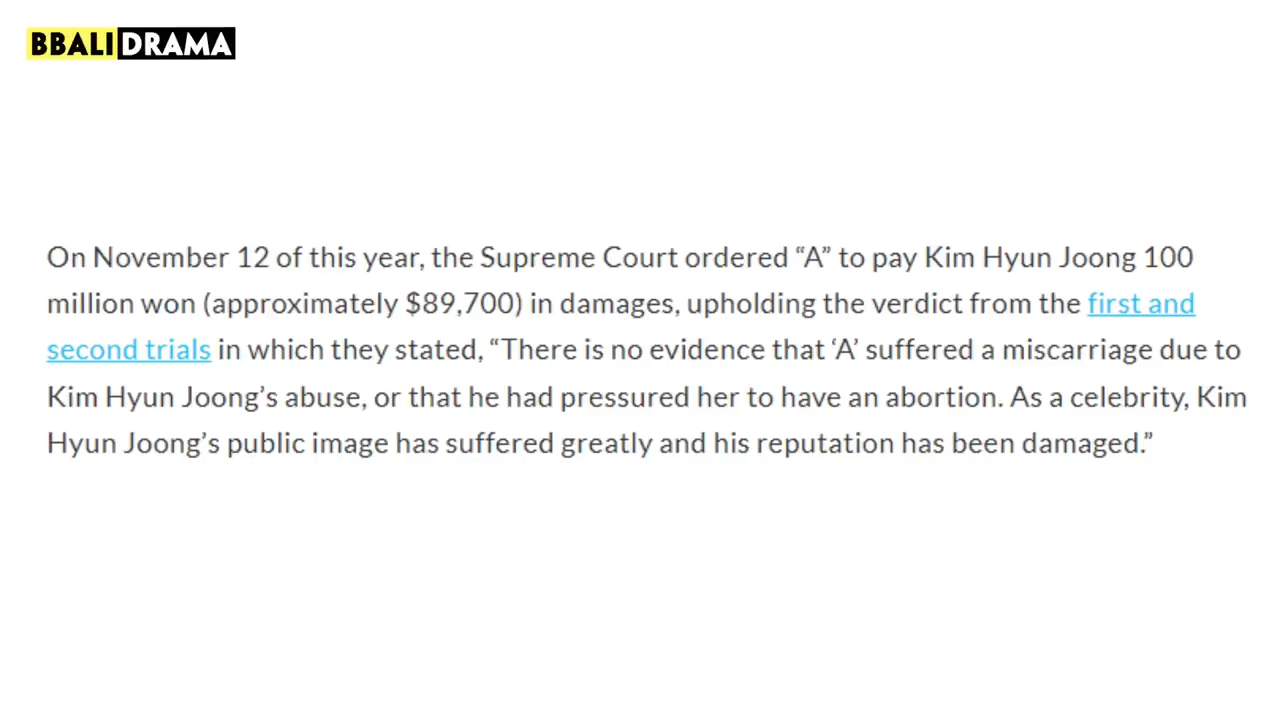 BBALI DRAMA
On November 12 of this year, the Supreme Court ordered “A” to pay Kim Hyun Joong 100
million won (approximately $89,700) in damages, upholding the verdict from the first and
second trials in which they stated, “There is no evidence that ‘A’ suffered a miscarriage due to
Kim Hyun Joong’s abuse, or that he had pressured her to have an abortion. As a celebrity, Kim
Hyun Joong’s public image has suffered greatly and his reputation has been damaged.”